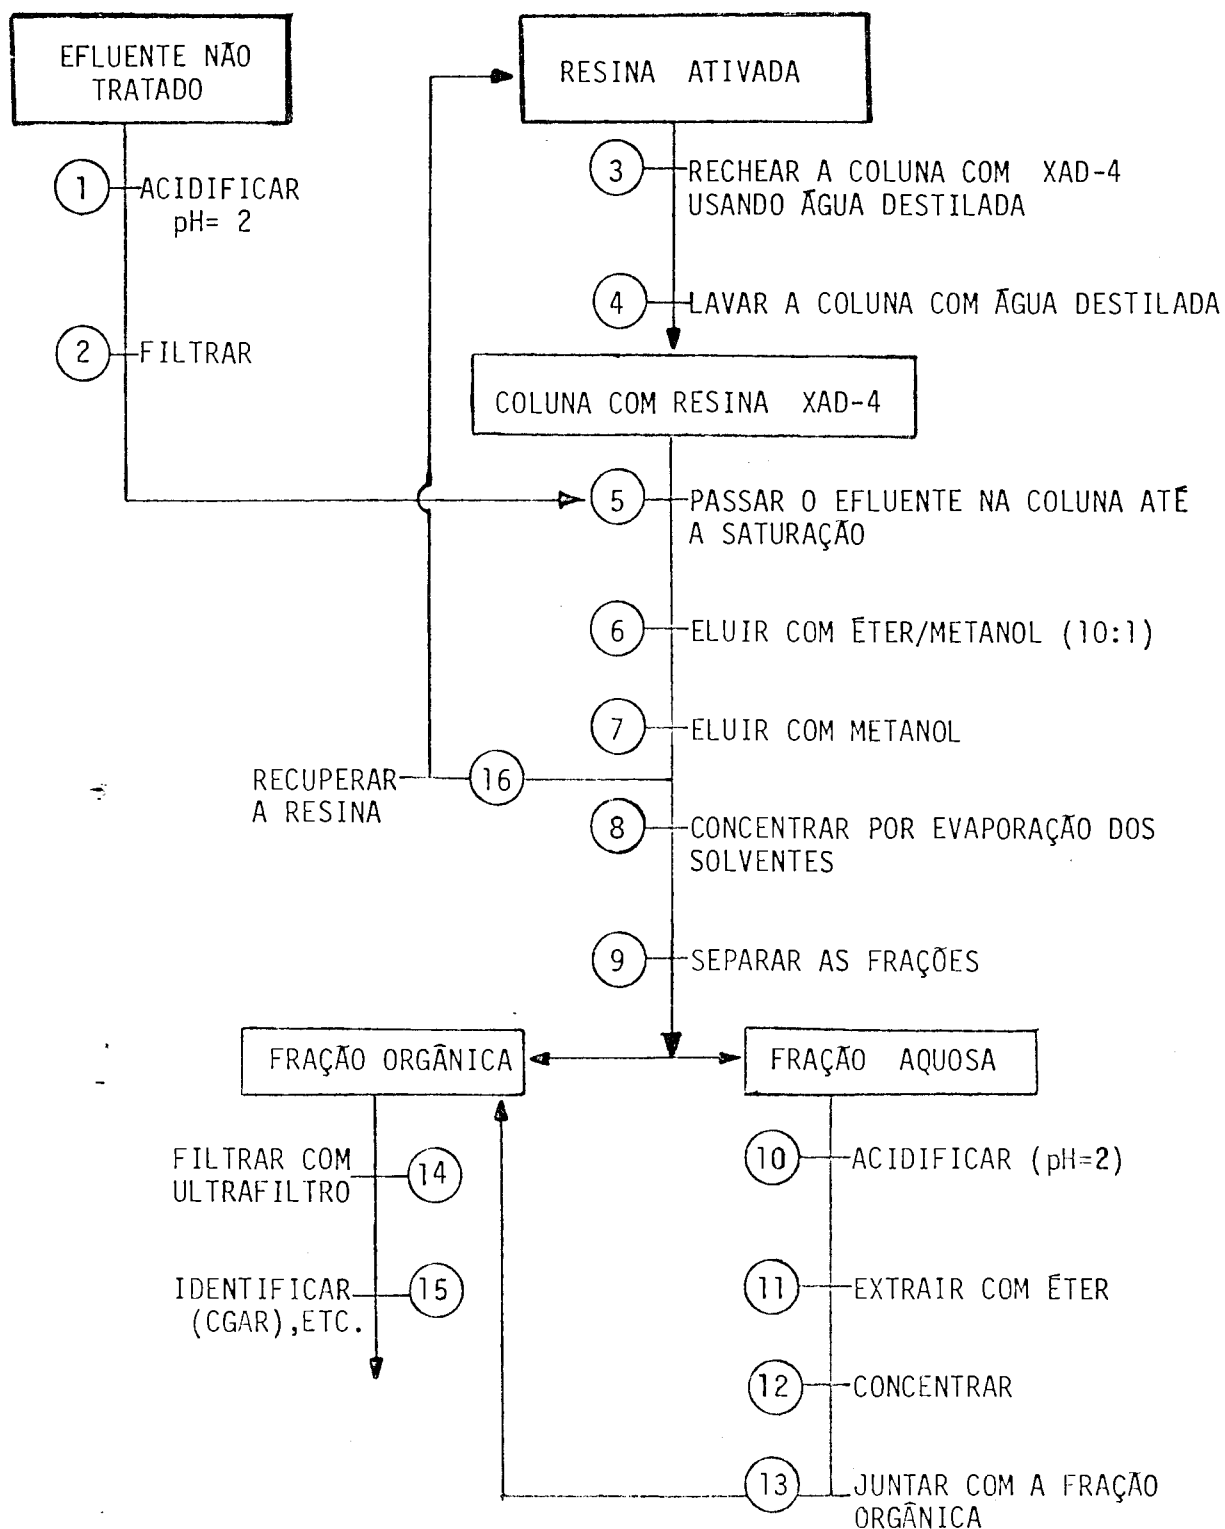 EFLUENTE NÃO
TRATADO
RESINA ATIVADA
1 ACIDIFICAR
pH= 2
2 FILTRAR
3 RECHEAR A COLUNA COM XAD-4
USANDO ÁGUA DESTILADA
4 LAVAR A COLUNA COM ÁGUA DESTILADA
COLUNA COM RESINA XAD-4
5 PASSAR O EFLUENTE NA COLUNA ATÉ
A SATURAÇÃO
6 ELUIR COM ÉTER/METANOL (10:1)
7 ELUIR COM METANOL
RECUPERAR 16
A RESINA
8 CONCENTRAR POR EVAPORAÇÃO DOS
SOLVENTES
9 SEPARAR AS FRAÇÕES
FRAÇÃO ORGÂNICA
FRAÇÃO AQUOSA
10 ACIDIFICAR (pH=2)
11 EXTRAIR COM ÉTER
12 CONCENTRAR
13 JUNTAR COM A FRAÇÃO
ORGÂNICA
FILTRAR COM 14
ULTRAFILTRO
IDENTIFICAR 15
(CGAR),ETC.